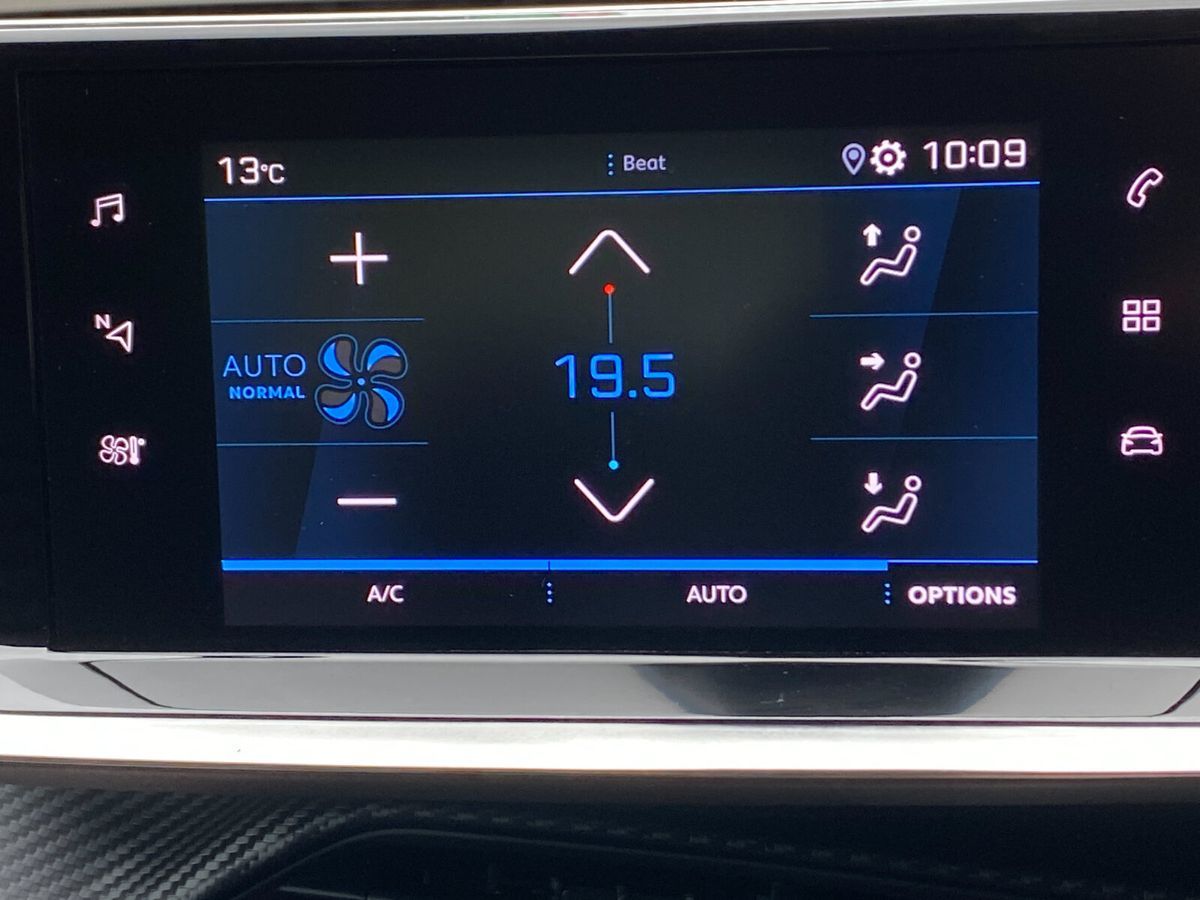 13°C
Beat
10:09
N
AUTO
NORMAL
19.5
A/C
AUTO
OPTIONS